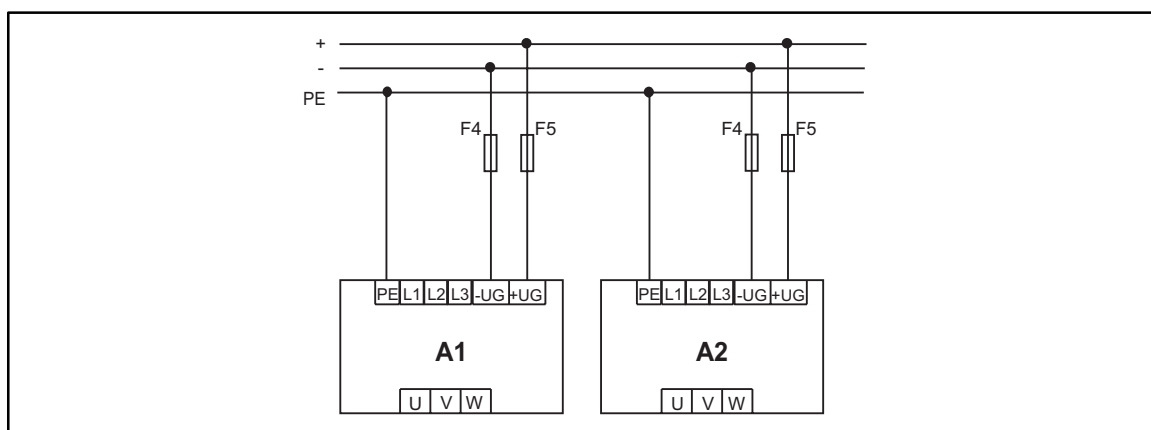 +
-
PE
F4 F5 F4 F5
PE L1 L2 L3 -UG +UG PE L1 L2 L3 -UG +UG
A1 A2
U V W U V W